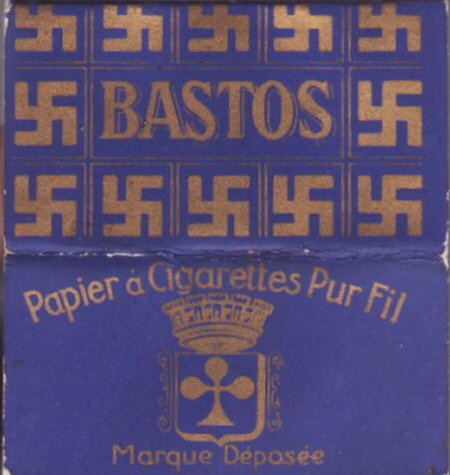 BASTOS
Papier à Cigarettes Pur Fil
Marque Déposée